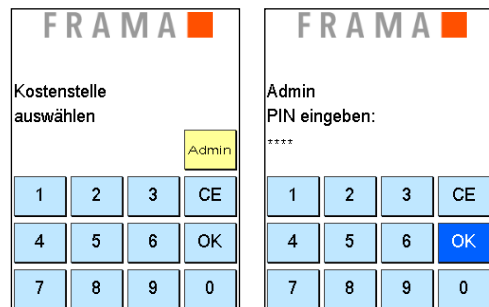 FRAMA
Kostenstelle
auswählen
Admin
1 2 3 CE
4 5 6 OK
7 8 9 0
FRAMA
Admin
PIN eingeben:
****
1 2 3 CE
4 5 6 OK
7 8 9 0